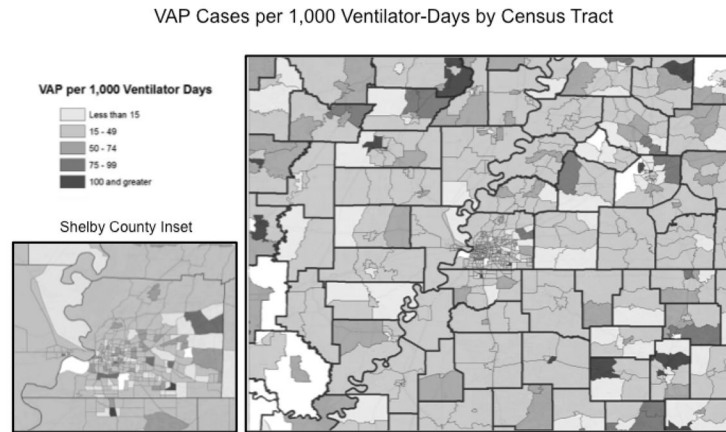 VAP Cases per 1,000 Ventilator-Days by Census Tract
VAP per 1,000 Ventilator Days
Less than 15
15 - 49
50 - 74
75 - 99
100 and greater
Shelby County Inset